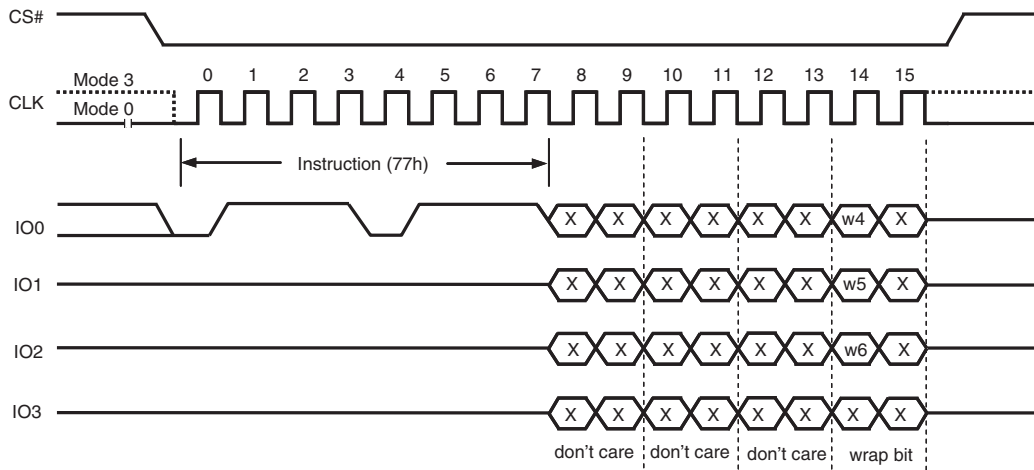 CS#
Mode 3
0 1 2 3 4 5 6 7 8 9 10 11 12 13 14 15
CLK
Mode 0
Instruction (77h)
IO0 X X X X X X w4 X
IO1 X X X X X X w5 X
IO2 X X X X X X w6 X
IO3 X X X X X X X X
don't care don't care don't care wrap bit